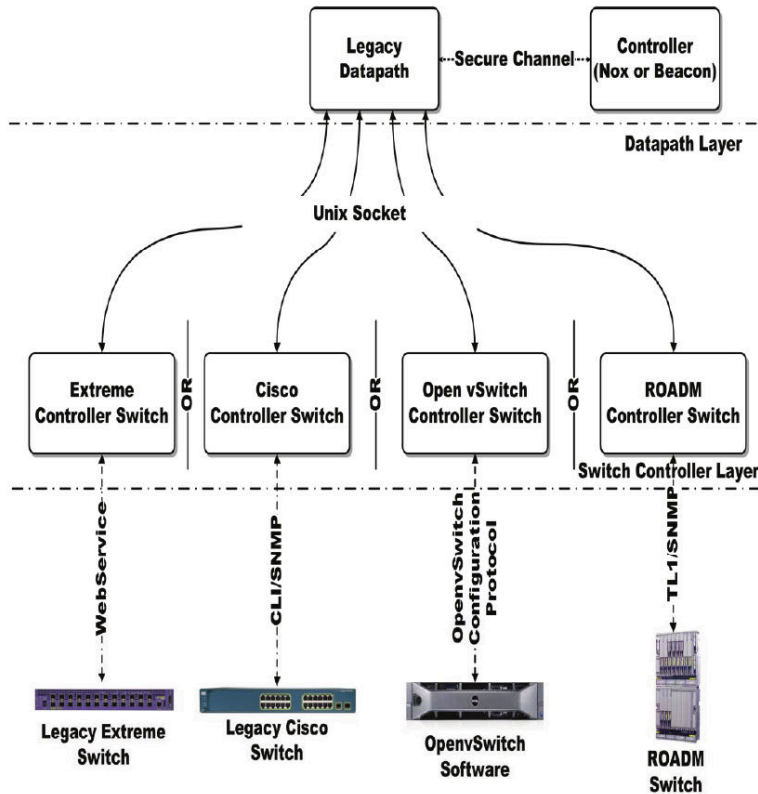 Legacy
Datapath
Secure Channel
Controller
(Nox or Beacon)
Datapath Layer
Unix Socket
Extreme
Controller Switch
OR
Cisco
Controller Switch
OR
Open vSwitch
Controller Switch
OR
ROADM
Controller Switch
Switch Controller Layer
WebService
CLI/SNMP
OpenvSwitch
Configuration
Protocol
TL1/SNMP
Legacy Extreme
Switch
Legacy Cisco
Switch
OpenvSwitch
Software
ROADM
Switch